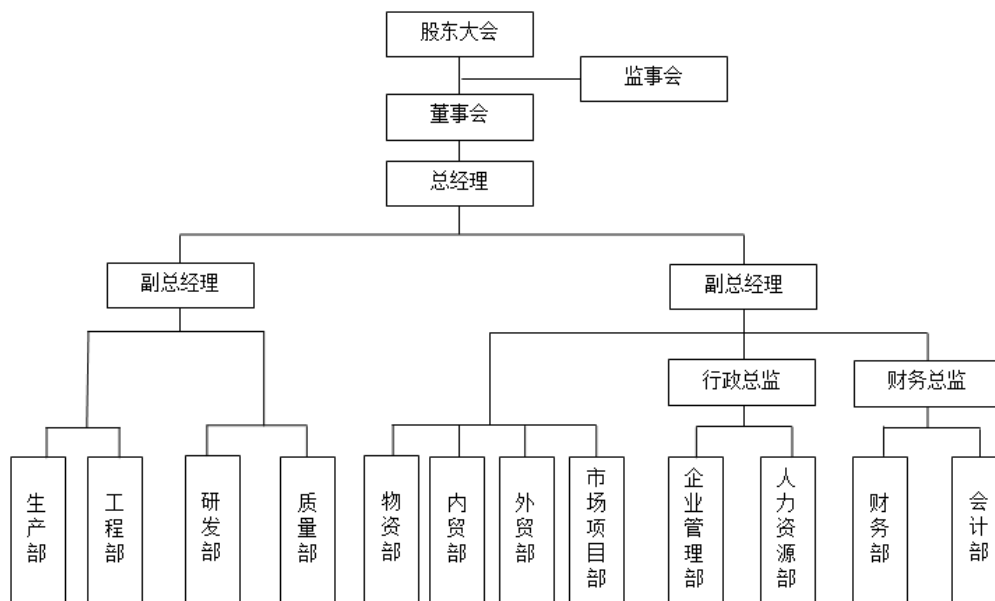 股东大会
监事会
董事会
总经理
副总经理
副总经理
行政总监
财务总监
生产部
工程部
研发部
质量部
物资部
内贸部
外贸部
市场项目部
企业管理部
人力资源部
财务部
会计部